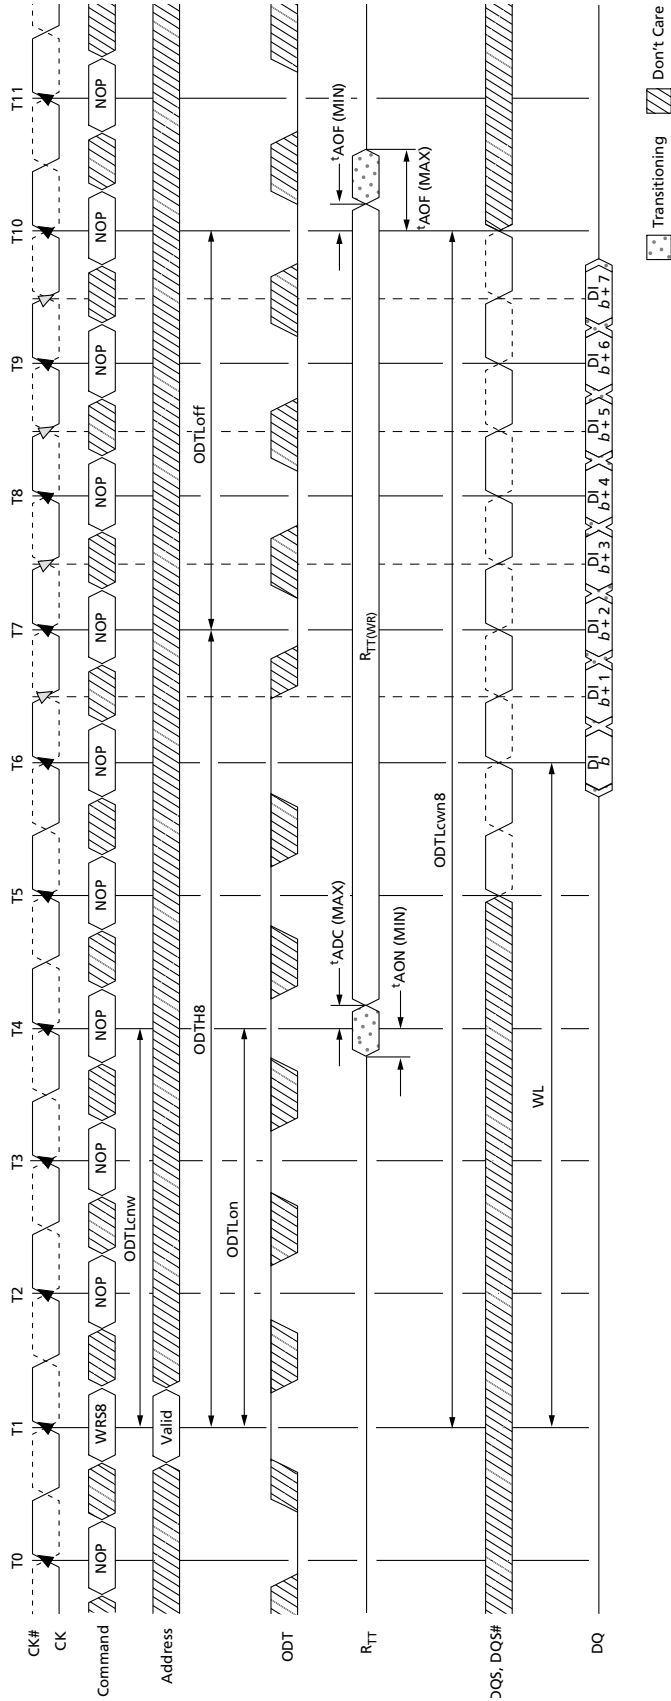 T0 T1 T2 T3 T4 T5 T6 T7 T8 T9 T10 T11
CK#
CK
Command NOP WRS8 NOP NOP NOP NOP NOP NOP NOP NOP NOP NOP
ODTLcnw
Address Valid
ODTH8 ODTLoff
ODTLon
ODT
tADC (MAX) tAOF (MIN)
RTT RTT(WR)
tAON (MIN) tAOF (MAX)
ODTLcwn8
DQS, DQS#
WL
DQ DI b DI b + 1 DI b + 2 DI b + 3 DI b + 4 DI b + 5 DI b + 6 DI b + 7
Transitioning Don't Care